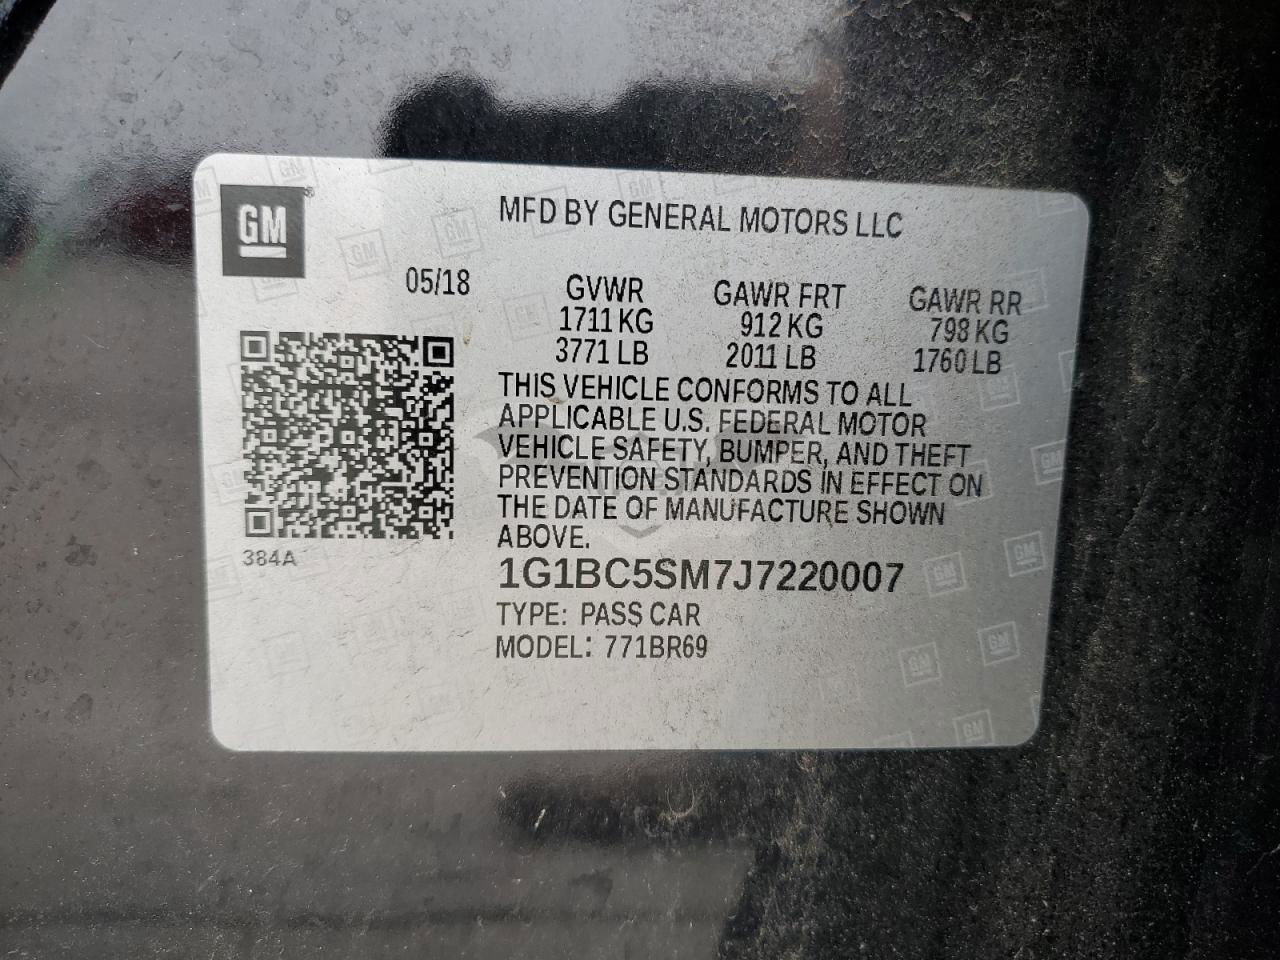 GM
MFD BY GENERAL MOTORS LLC
05/18
GVWR GAWR FRT GAWR RR
1711 KG 912 KG 798 KG
3771 LB 2011 LB 1760 LB
THIS VEHICLE CONFORMS TO ALL
APPLICABLE U.S. FEDERAL MOTOR
VEHICLE SAFETY, BUMPER, AND THEFT
PREVENTION STANDARDS IN EFFECT ON
THE DATE OF MANUFACTURE SHOWN
ABOVE.
384A
1G1BC5SM7J7220007
TYPE: PASS CAR
MODEL: 771BR69